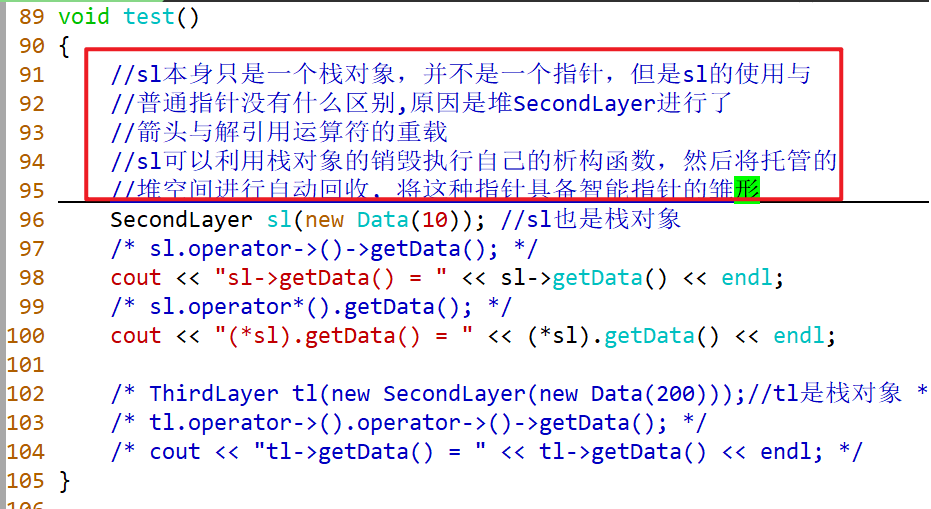 89 void test()
90 {
91 //sl本身只是一个栈对象，并不是一个指针，但是sl的使用与
92 //普通指针没有什么区别,原因是堆SecondLayer进行了
93 //箭头与解引用运算符的重载
94 //sl可以利用栈对象的销毁执行自己的析构函数，然后将托管的
95 //堆空间进行自动回收. 将这种指针具备智能指针的雏形
96 SecondLayer sl(new Data(10)); //sl也是栈对象
97 /* sl.operator->()->getData(); */
98 cout << "sl->getData() = " << sl->getData() << endl;
99 /* sl.operator*().getData(); */
100 cout << "(*sl).getData() = " << (*sl).getData() << endl;
101
102 /* ThirdLayer tl(new SecondLayer(new Data(200)));//tl是栈对象 *
103 /* tl.operator->().operator->()->getData(); */
104 /* cout << "tl->getData() = " << tl->getData() << endl; */
105 }